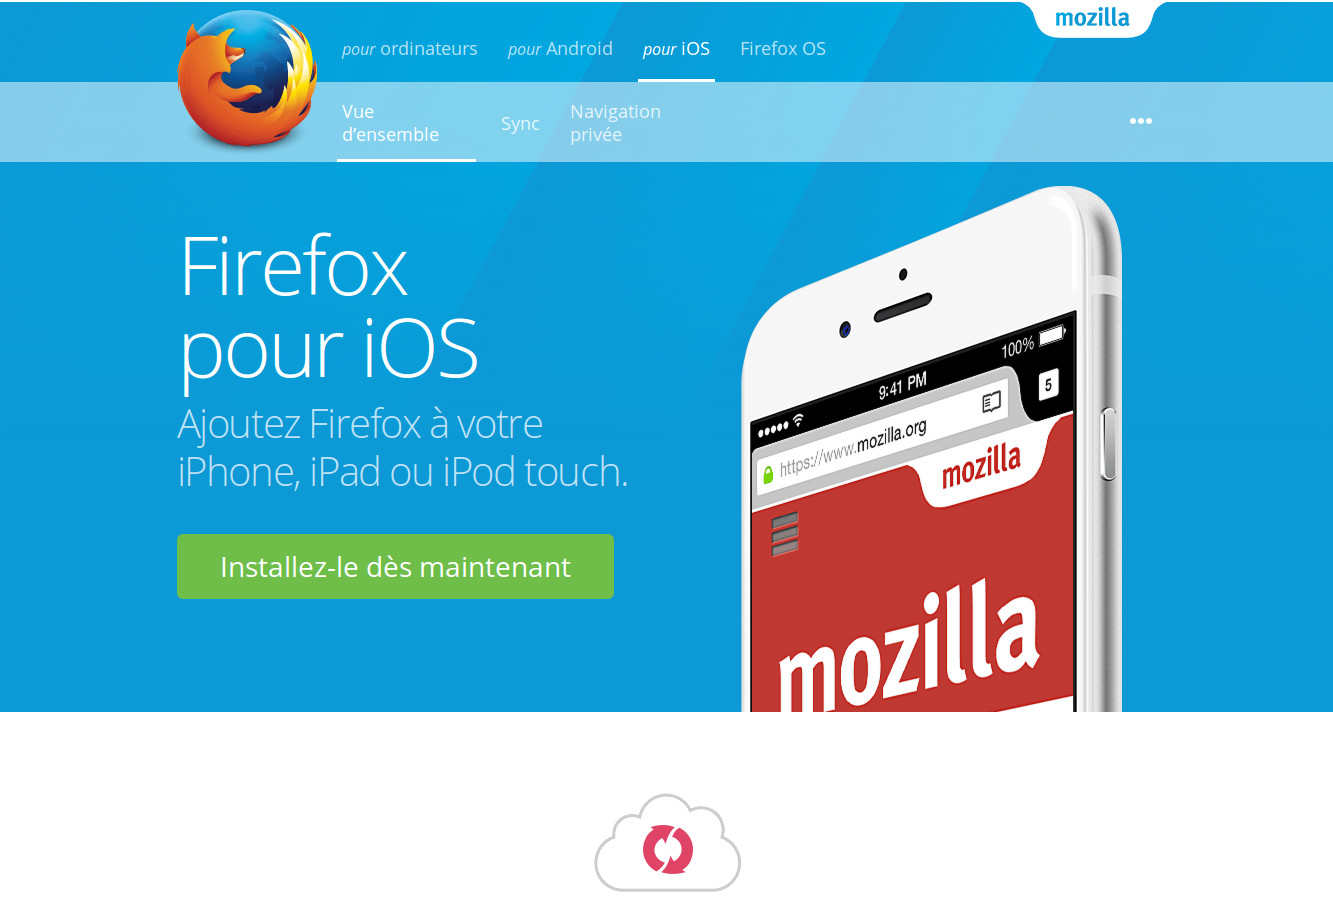 mozilla
pour ordinateurs
pour Android
pour iOS
Firefox OS
Vue
d’ensemble
Sync
Navigation
privée
Firefox
pour iOS
Ajoutez Firefox à votre
iPhone, iPad ou iPod touch.
Installez-le dès maintenant
9:41 PM
100%
https://www.mozilla.org
5
mozilla
mozilla